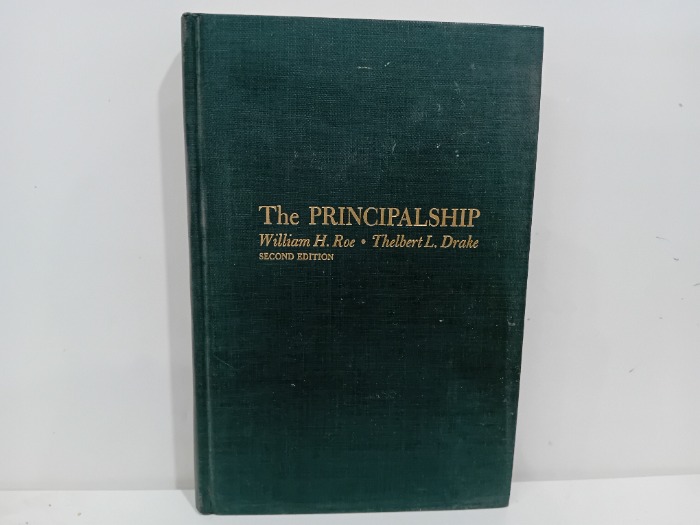 The PRINCIPALSHIP
William H. Roe • Thelbert L. Drake
SECOND EDITION